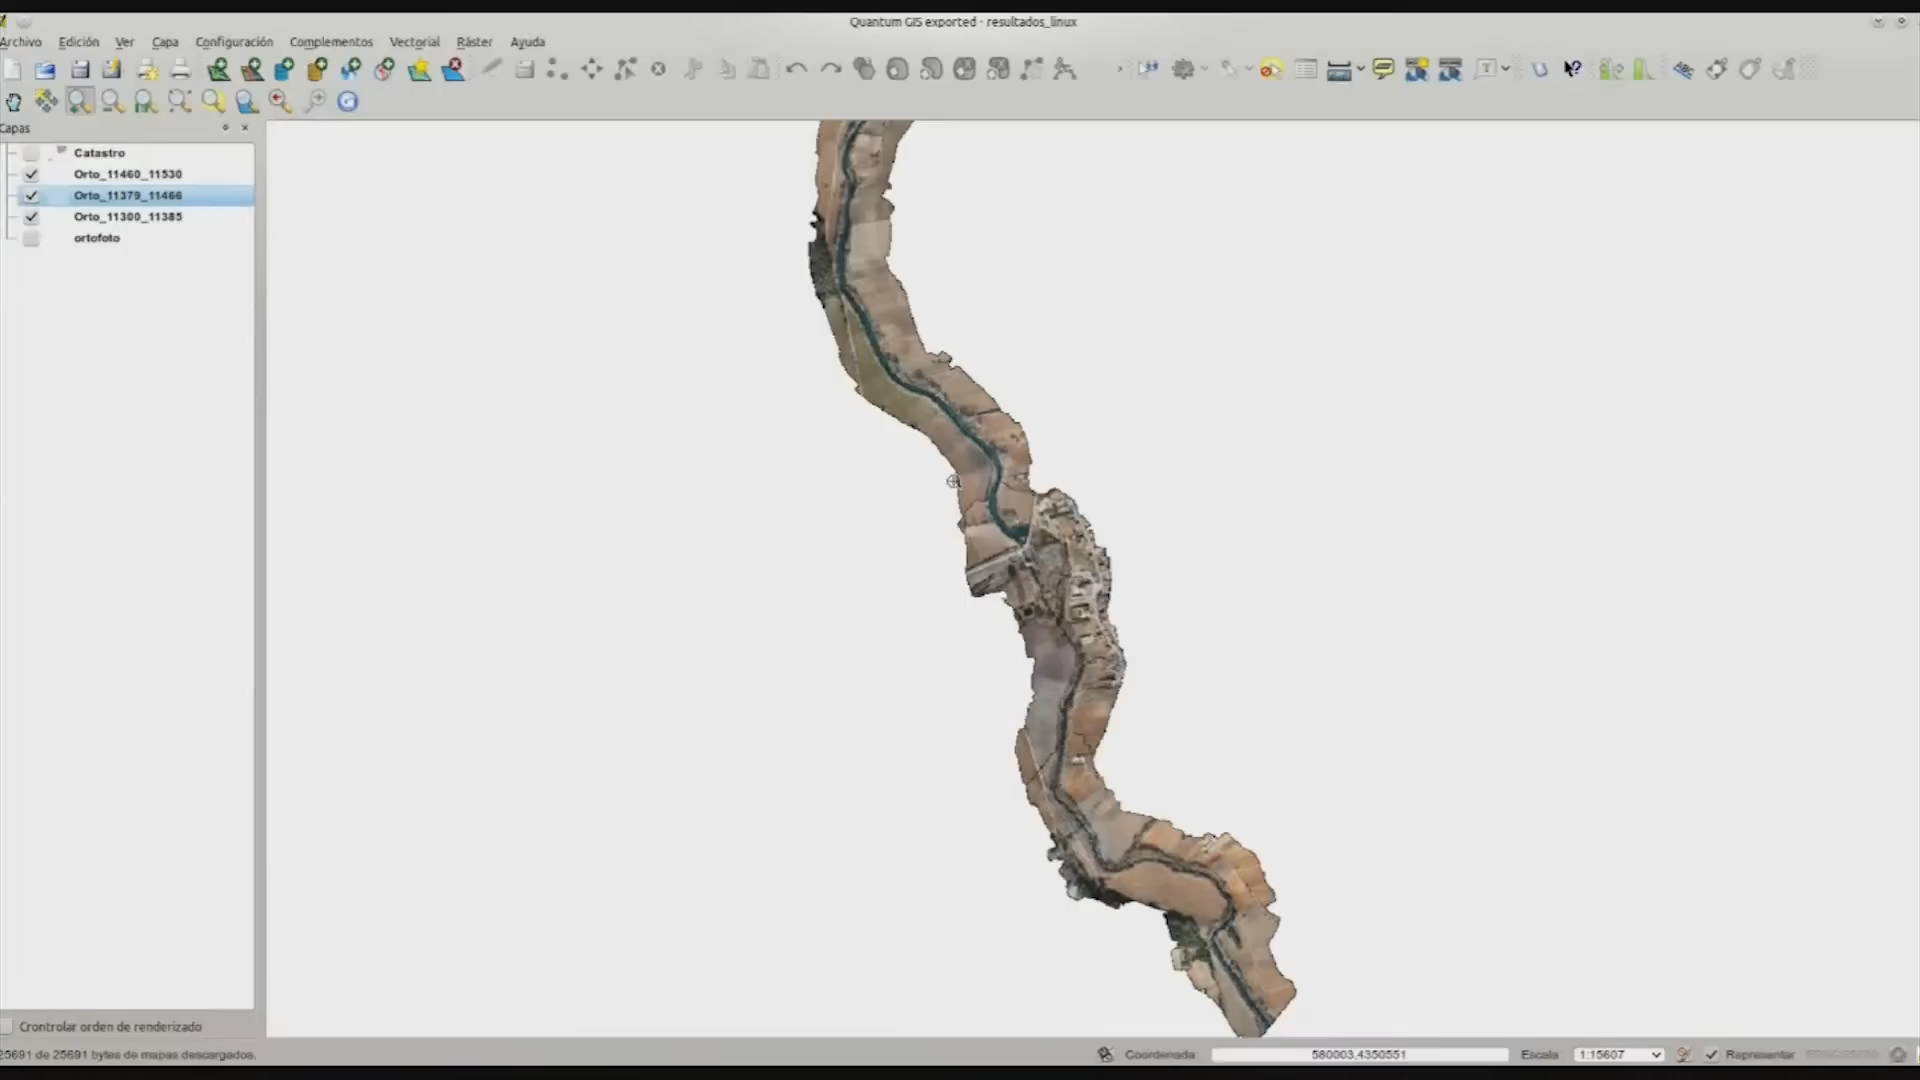 Quantum GIS exported - resultados_linux
Archivo Edición Ver Capa Configuración Complementos Vectorial Ráster Ayuda
Capas
Catastro
Orto_11460_11530
Orto_11379_11466
Orto_11300_11385
ortofoto
Crontrolar orden de renderizado
25691 de 25691 bytes de mapas descargados.
Coordenada 580003,4350551 Escala 1:15607 Representar